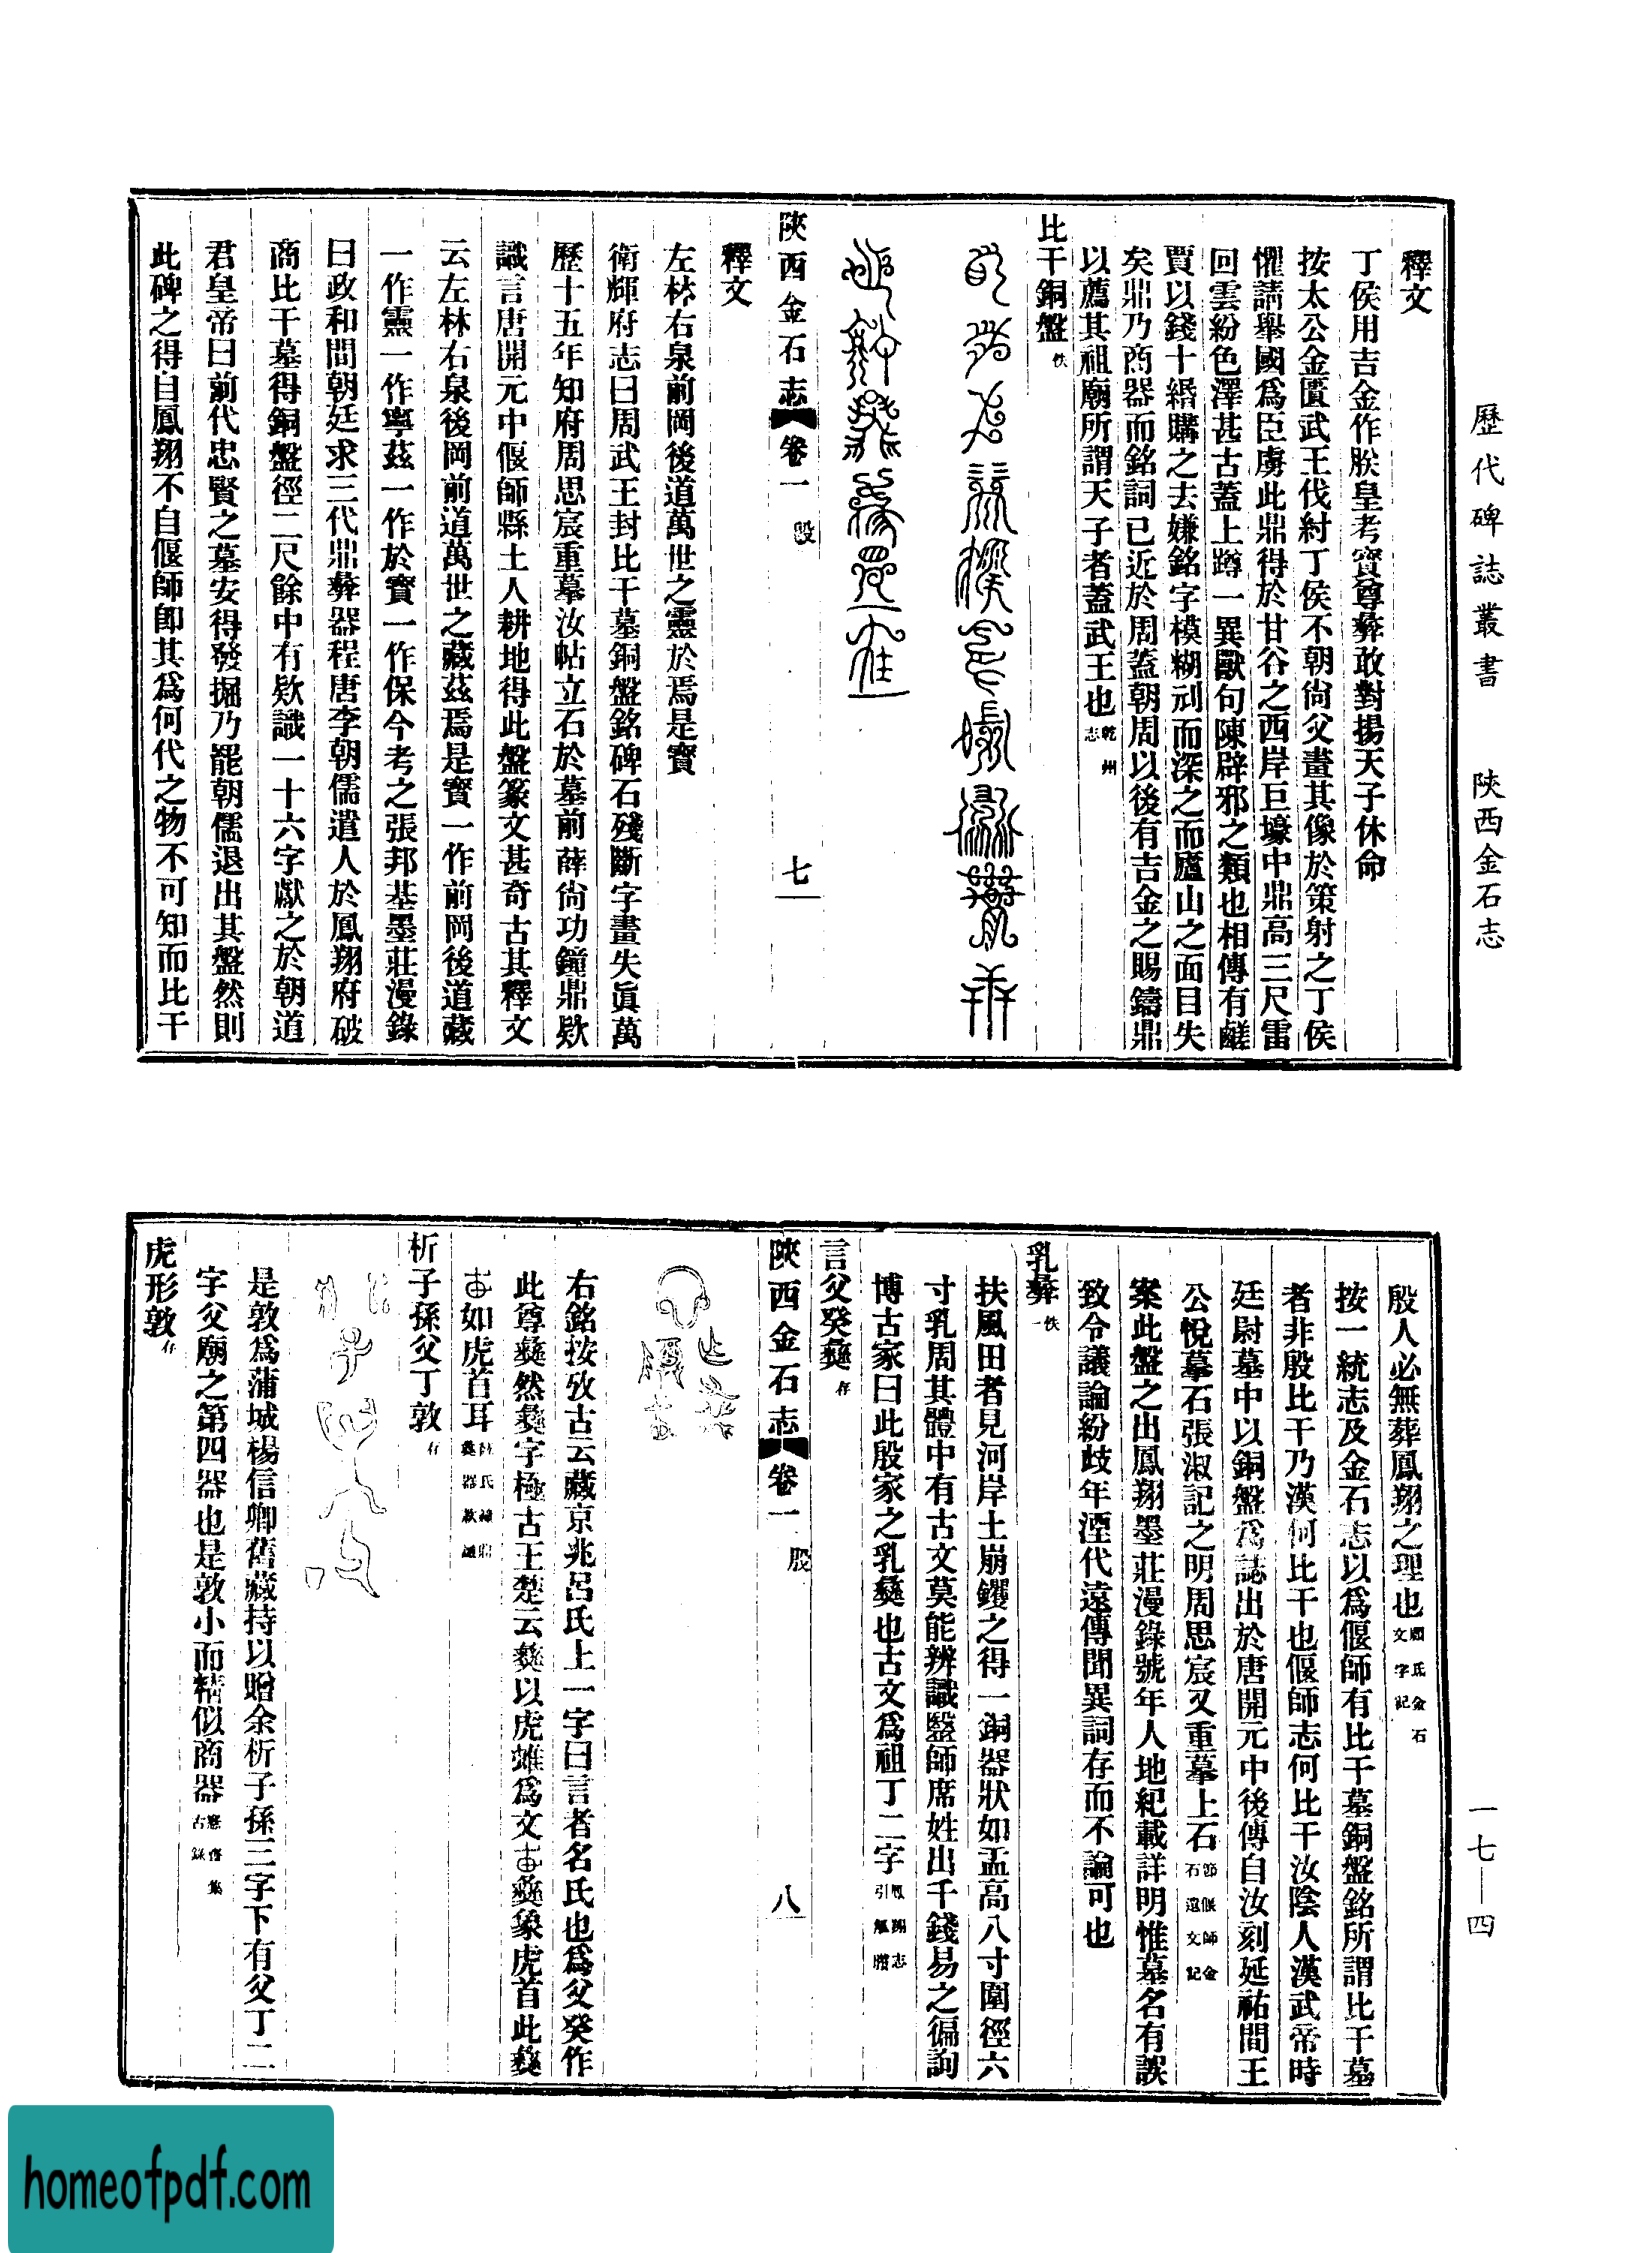 歷代碑誌叢書　陝西金石志
釋文
丁侯用吉金作朕皇考寶尊彝敢對揚天子休命
按太公金匱武王伐紂丁侯不朝尙父畫其像於策射之丁侯
懼請舉國爲臣虜此鼎得於甘谷之西岸巨壕中鼎高三尺雷
回雲紛色澤甚古蓋上蹲一異獸句陳辟邪之類也相傳有鹺
賈以錢十緡購之去嫌銘字模糊刓而深之而廬山之面目失
矣鼎乃商器而銘詞已近於周蓋朝周以後有吉金之賜鑄鼎
以薦其祖廟所謂天子者蓋武王也乾州志
比干銅盤佚
陝西金石志卷一　殷　七
釋文
左林右泉前岡後道萬世之靈於焉是寶
衛輝府志曰周武王封比干墓銅盤銘碑石殘斷字畫失眞萬
歷十五年知府周思宸重摹汝帖立石於墓前薛尙功鐘鼎欵
識言唐開元中偃師縣土人耕地得此盤篆文甚奇古其釋文
云左林右泉後岡前道萬世之藏茲焉是寶一作前岡後道藏
一作靈一作寧茲一作於寶一作保今考之張邦基墨莊漫錄
曰政和間朝廷求三代鼎彝器程唐李朝儒遣人於鳳翔府破
商比干墓得銅盤徑二尺餘中有欵識一十六字獻之於朝道
君皇帝曰前代忠賢之墓安得發掘乃罷朝儒退出其盤然則
此碑之得自鳳翔不自偃師卽其爲何代之物不可知而比干
殷人必無葬鳳翔之理也顧氏金石文字記
按一統志及金石志以爲偃師有比干墓銅盤銘所謂比干墓
者非殷比干乃漢何比干也偃師志何比干汝陰人漢武帝時
廷尉墓中以銅盤爲誌出於唐開元中後傳自汝刻延祐間王
公悅摹石張淑記之明周思宸又重摹上石節偃師金石遺文記
案此盤之出鳳翔墨莊漫錄號年人地紀載詳明惟墓名有誤
致令議論紛歧年湮代遠傳聞異詞存而不論可也
乳彝一佚
扶風田者見河岸土崩钁之得一銅器狀如盂高八寸圍徑六
寸乳周其體中有古文莫能辨識毉師席姓出千錢易之徧詢
博古家曰此殷家之乳彝也古文爲祖丁二字
言父癸彝存
陝西金石志卷一　殷　八
右銘按攷古云藏京兆呂氏上一字曰言者名氏也爲父癸作
此尊彝然彝字極古王楚云彝以虎雉爲文彝象虎首此彝
如虎首耳
析子孫父丁敦存
是敦爲蒲城楊信卿舊藏持以贈余析子孫三字下有父丁二
字父廟之第四器也是敦小而精似商器愙齋集古錄
虎形敦存
一七—四
homeofpdf.com